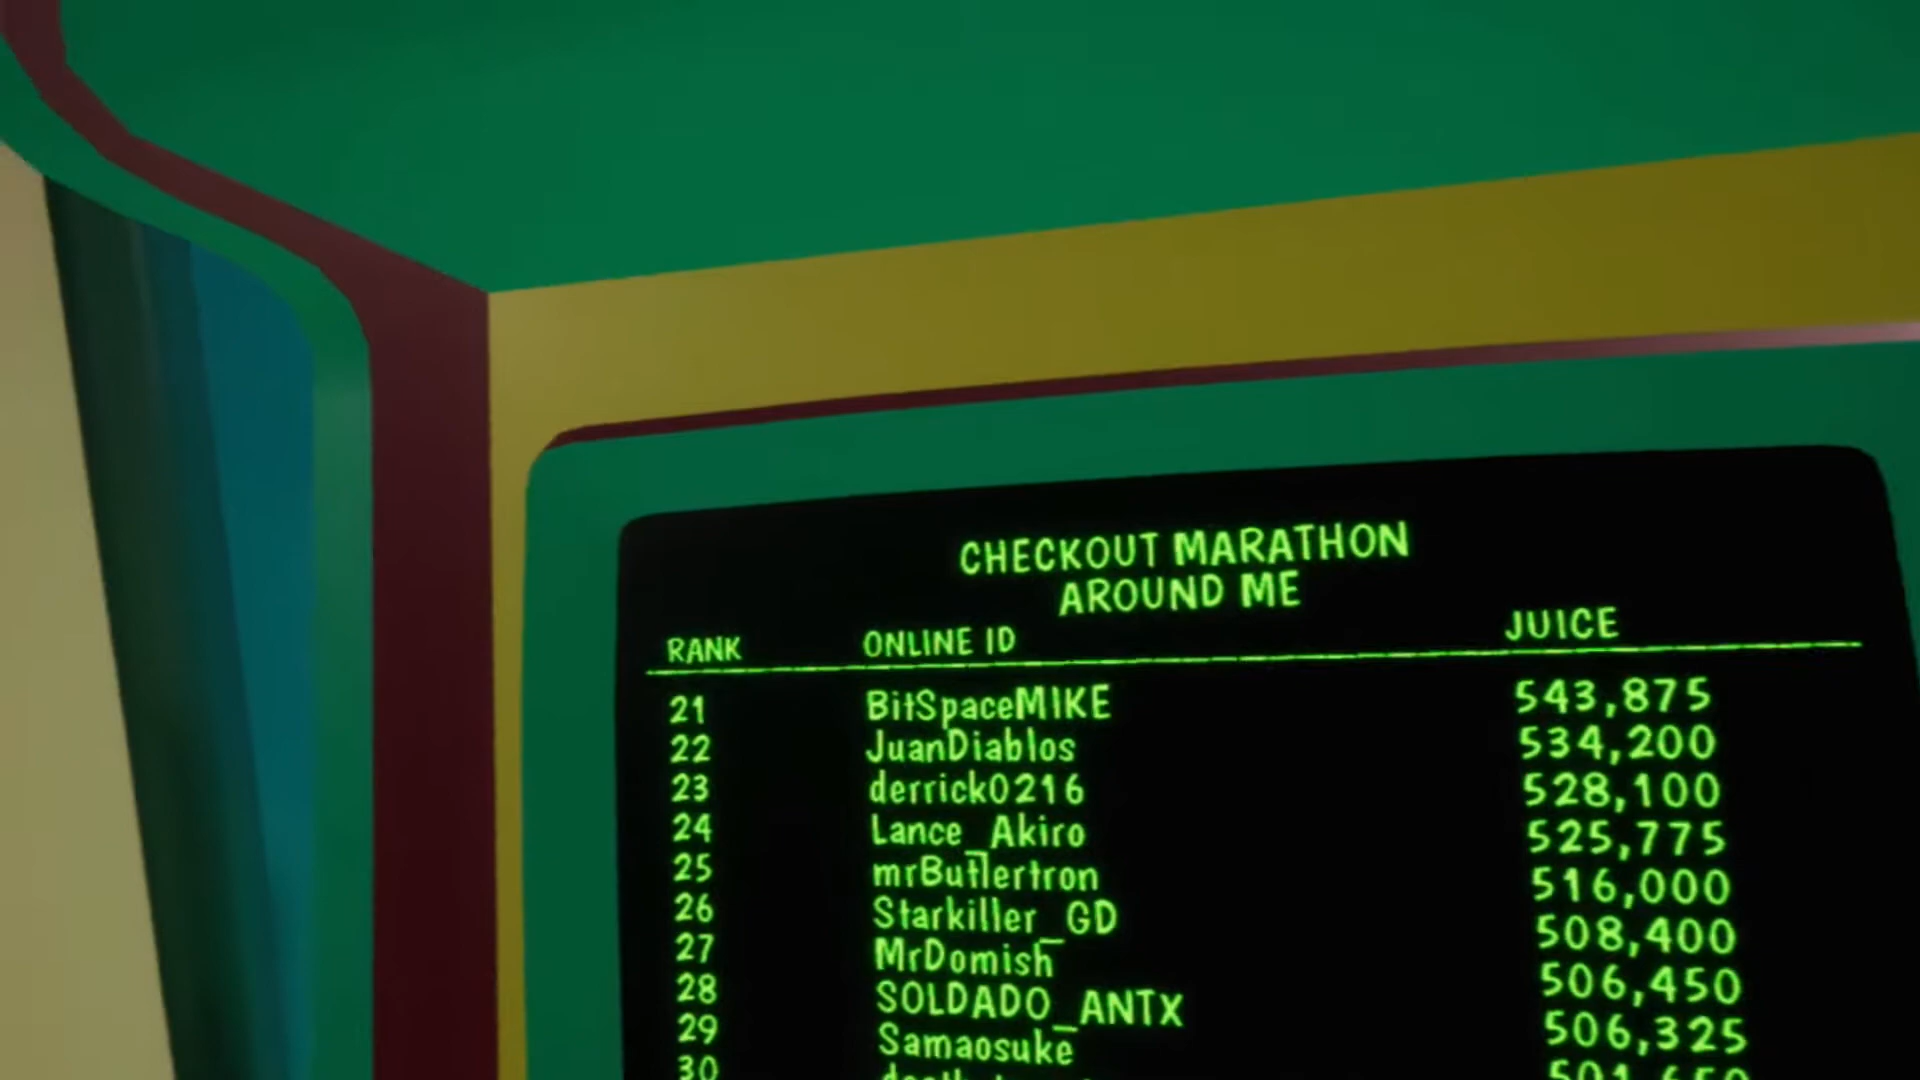 CHECKOUT MARATHON
AROUND ME
RANK ONLINE ID JUICE
21 BitSpaceMIKE 543,875
22 JuanDiablos 534,200
23 derrick0216 528,100
24 Lance_Akiro 525,775
25 mrButlertron 516,000
26 Starkiller_GD 508,400
27 MrDomish 506,450
28 SOLDADO_ANTX 506,325
29 Samaosuke
30